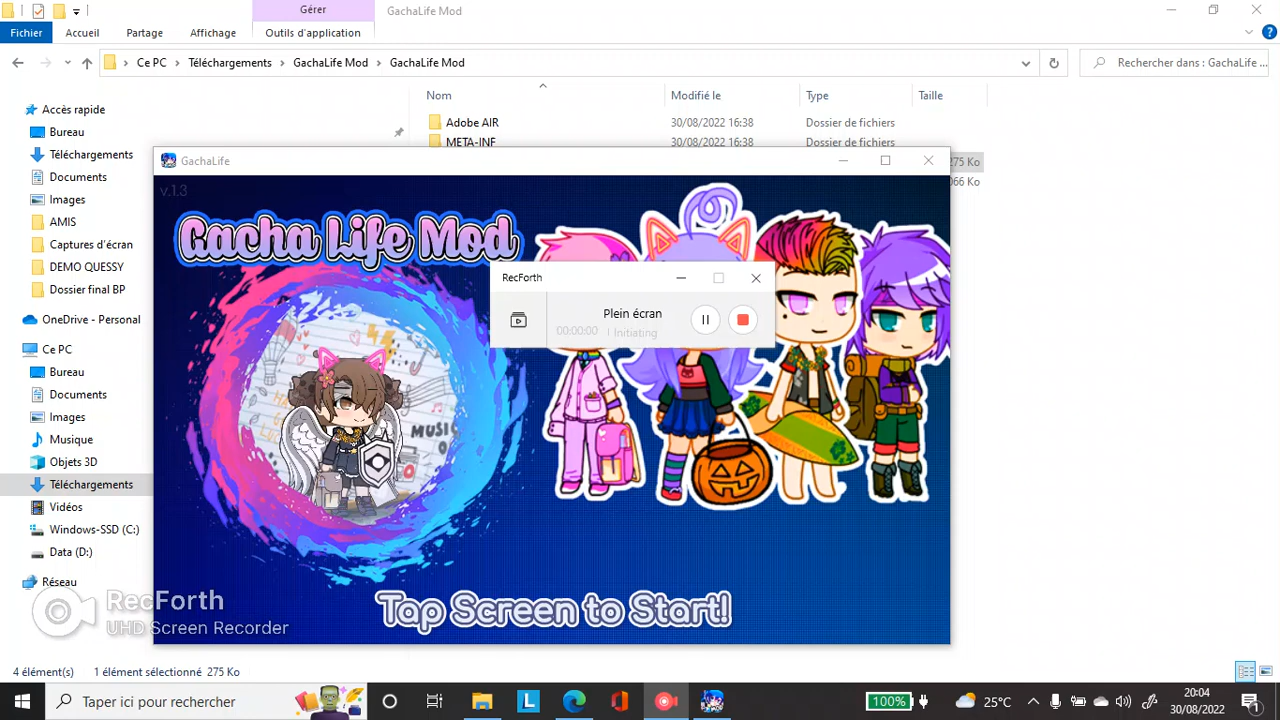 Gérer
GachaLife Mod
Fichier
Accueil
Partage
Affichage
Outils d'application
Ce PC
Téléchargements
GachaLife Mod
GachaLife Mod
Rechercher dans : GachaLife ...
Nom
Modifié le
Type
Taille
Accès rapide
Adobe AIR
30/08/2022 16:38
Dossier de fichiers
Bureau
META-INF
30/08/2022 16:38
Dossier de fichiers
Téléchargements
GachaLife
275 Ko
Documents
066 Ko
v.1.3
Images
AMIS
Gacha Life Mod
Captures d'écran
DEMO QUESSY
RecForth
Dossier final BP
Plein écran
OneDrive - Personal
00:00:00
Initiating
Ce PC
Bureau
Documents
Images
Musique
MUSIC
Objets 3D
Téléchargements
Vidéos
Windows-SSD (C:)
Data (D:)
Réseau
RecForth
UHD Screen Recorder
Tap Screen to Start!
4 élément(s)
1 élément sélectionné 275 Ko
Taper ici pour rechercher
L
100%
25°C
20:04
30/08/2022
1